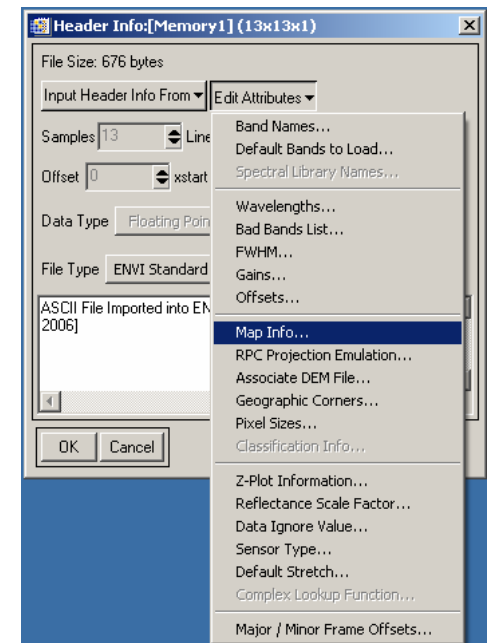 Header Info:[Memory1] (13x13x1)
File Size: 676 bytes
Input Header Info From
Edit Attributes
Samples 13
Line
Offset 0
xstart
Data Type Floating Poin
File Type ENVI Standard
ASCII File Imported into EN
2006]
OK
Cancel
Band Names...
Default Bands to Load...
Spectral Library Names...
Wavelengths...
Bad Bands List...
FWHM...
Gains...
Offsets...
Map Info...
RPC Projection Emulation...
Associate DEM File...
Geographic Corners...
Pixel Sizes...
Classification Info...
Z-Plot Information...
Reflectance Scale Factor...
Data Ignore Value...
Sensor Type...
Default Stretch...
Complex Lookup Function...
Major / Minor Frame Offsets...